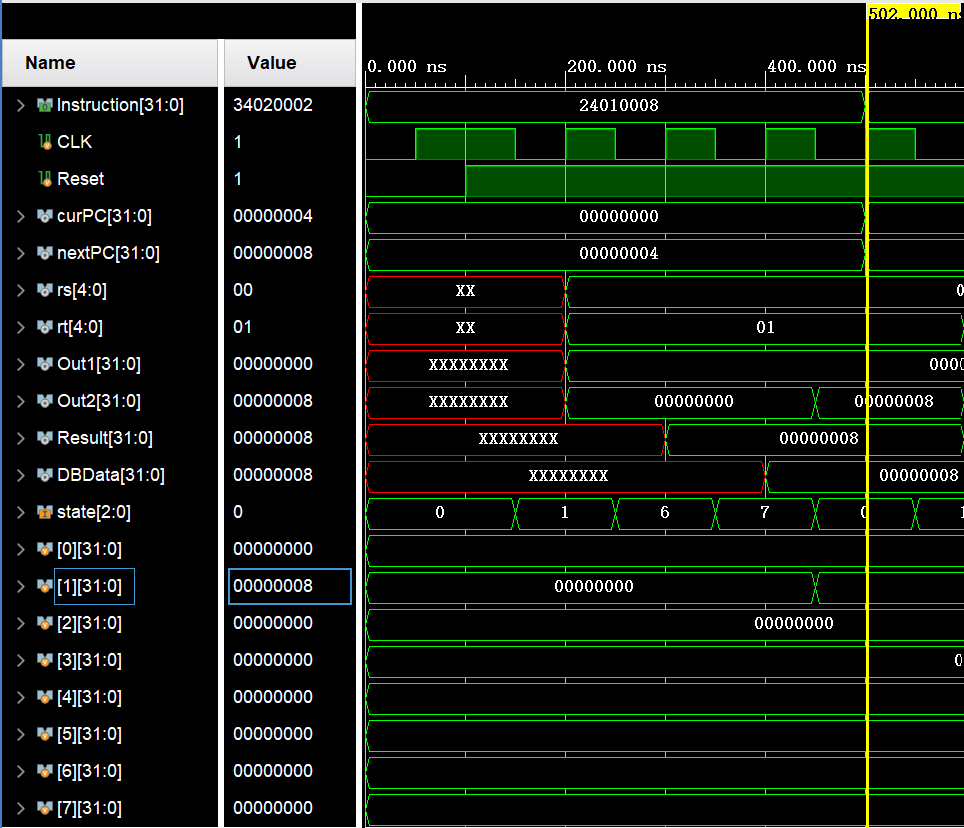 502.000 ns
Name Value
0.000 ns 200.000 ns 400.000 ns
Instruction[31:0] 34020002 24010008
CLK 1
Reset 1
curPC[31:0] 00000004 00000000
nextPC[31:0] 00000008 00000004
rs[4:0] 00 XX 0
rt[4:0] 01 XX 01
Out1[31:0] 00000000 XXXXXXXX 0000
Out2[31:0] 00000008 XXXXXXXX 00000000 00000008
Result[31:0] 00000008 XXXXXXXX 00000008
DBData[31:0] 00000008 XXXXXXXX 00000008
state[2:0] 0 0 1 6 7 0 1
[0][31:0] 00000000
[1][31:0] 00000008 00000000
[2][31:0] 00000000 00000000
[3][31:0] 00000000 0
[4][31:0] 00000000
[5][31:0] 00000000
[6][31:0] 00000000
[7][31:0] 00000000